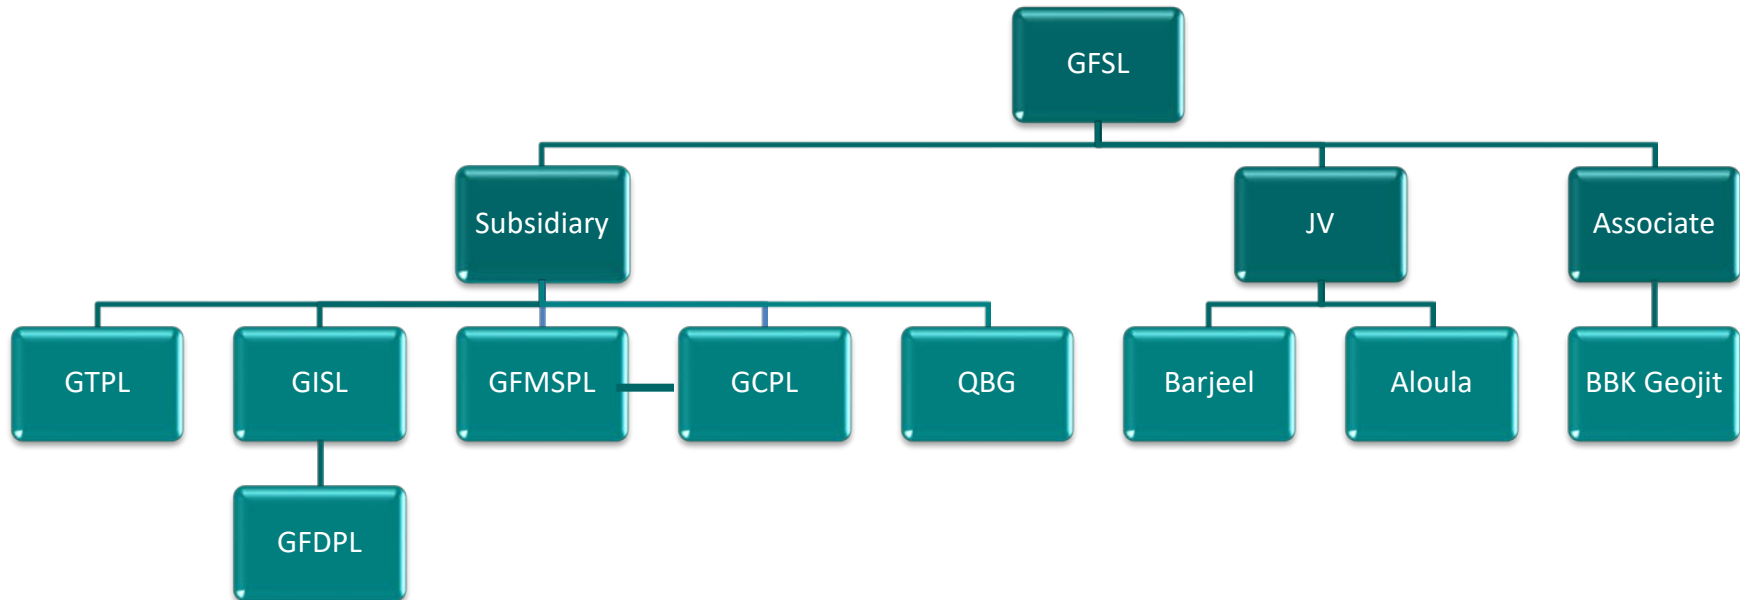 GFSL
Subsidiary
JV
Associate
GTPL
GISL
GFMSPL
GCPL
QBG
Barjeel
Aloula
BBK Geojit
GFDPL